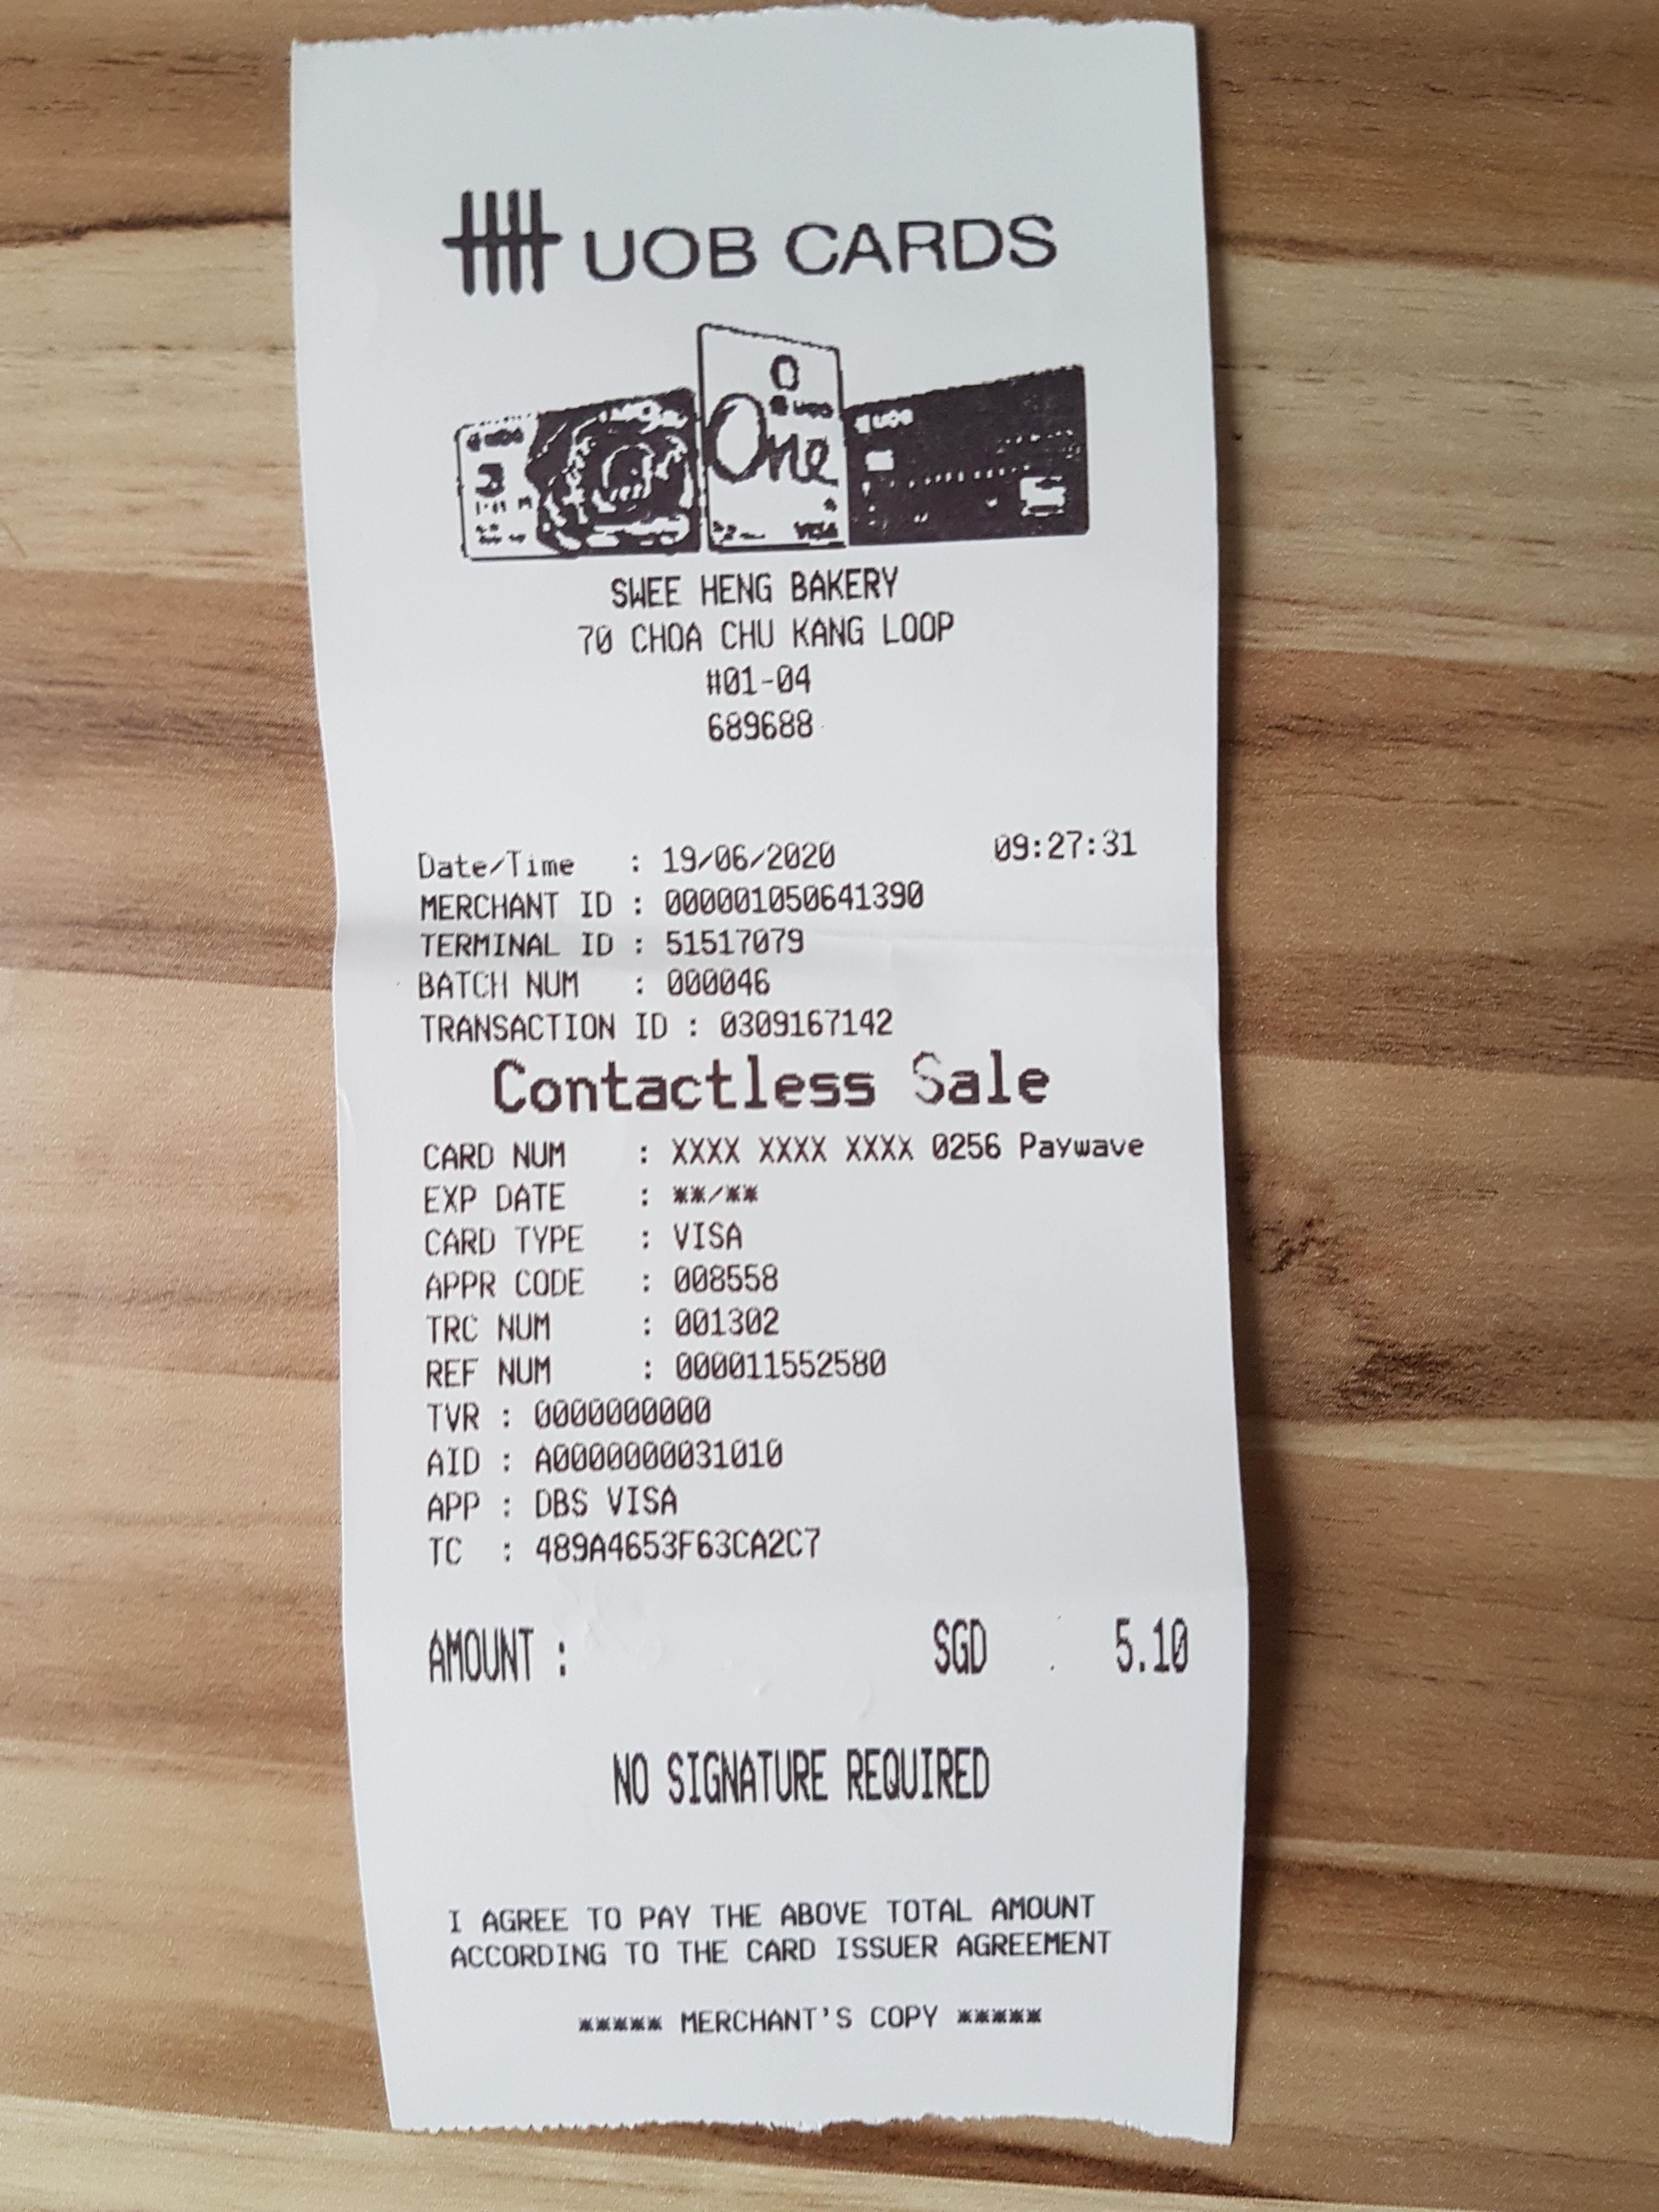 UOB CARDS
UOB
One
UOB
VISA
SWEE HENG BAKERY
70 CHOA CHU KANG LOOP
#01-04
689688
Date/Time : 19/06/2020 09:27:31
MERCHANT ID : 000001050641390
TERMINAL ID : 51517079
BATCH NUM : 000046
TRANSACTION ID : 0309167142
Contactless Sale
CARD NUM : XXXX XXXX XXXX 0256 Paywave
EXP DATE : **/**
CARD TYPE : VISA
APPR CODE : 008558
TRC NUM : 001302
REF NUM : 000011552580
TVR : 0000000000
AID : A0000000031010
APP : DBS VISA
TC : 489A4653F63CA2C7
AMOUNT : SGD 5.10
NO SIGNATURE REQUIRED
I AGREE TO PAY THE ABOVE TOTAL AMOUNT
ACCORDING TO THE CARD ISSUER AGREEMENT
***** MERCHANT'S COPY *****